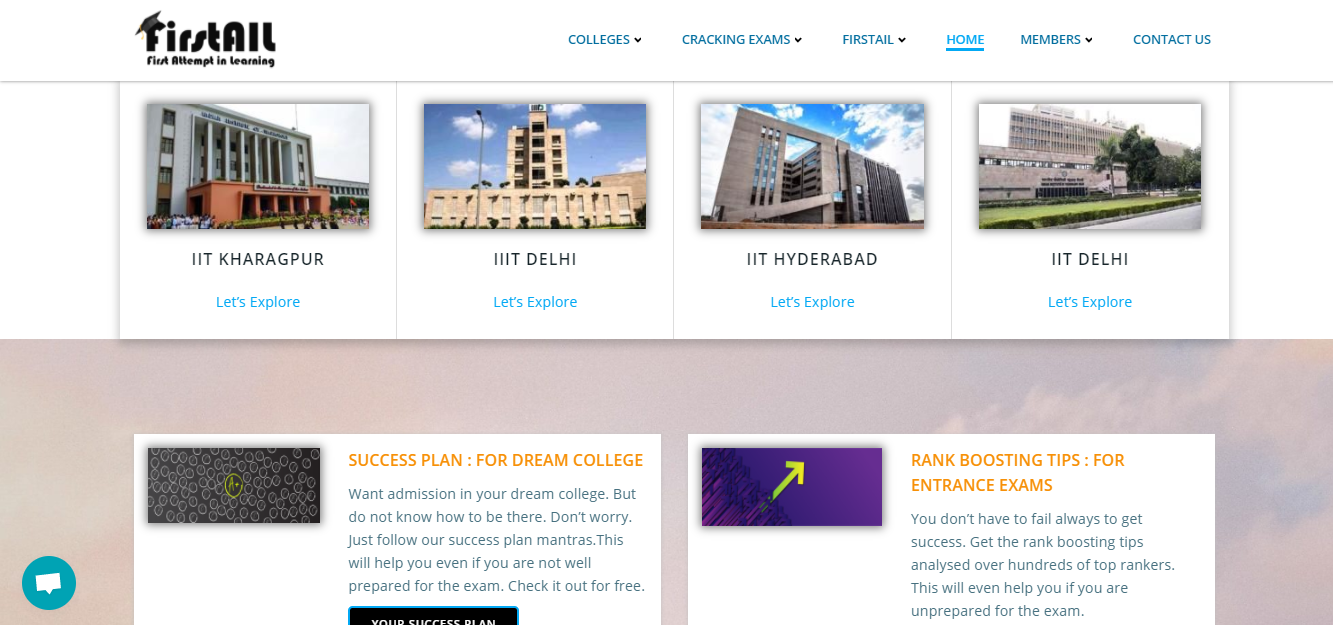 FirstAIL
First Attempt in Learning
COLLEGES
CRACKING EXAMS
FIRSTAIL
HOME
MEMBERS
CONTACT US
IIT KHARAGPUR
Let’s Explore
IIIT DELHI
Let’s Explore
IIT HYDERABAD
Let’s Explore
IIT DELHI
Let’s Explore
A+
SUCCESS PLAN : FOR DREAM COLLEGE
Want admission in your dream college. But
do not know how to be there. Don’t worry.
Just follow our success plan mantras.This
will help you even if you are not well
prepared for the exam. Check it out for free.
YOUR SUCCESS PLAN
RANK BOOSTING TIPS : FOR
ENTRANCE EXAMS
You don’t have to fail always to get
success. Get the rank boosting tips
analysed over hundreds of top rankers.
This will even help you if you are
unprepared for the exam.